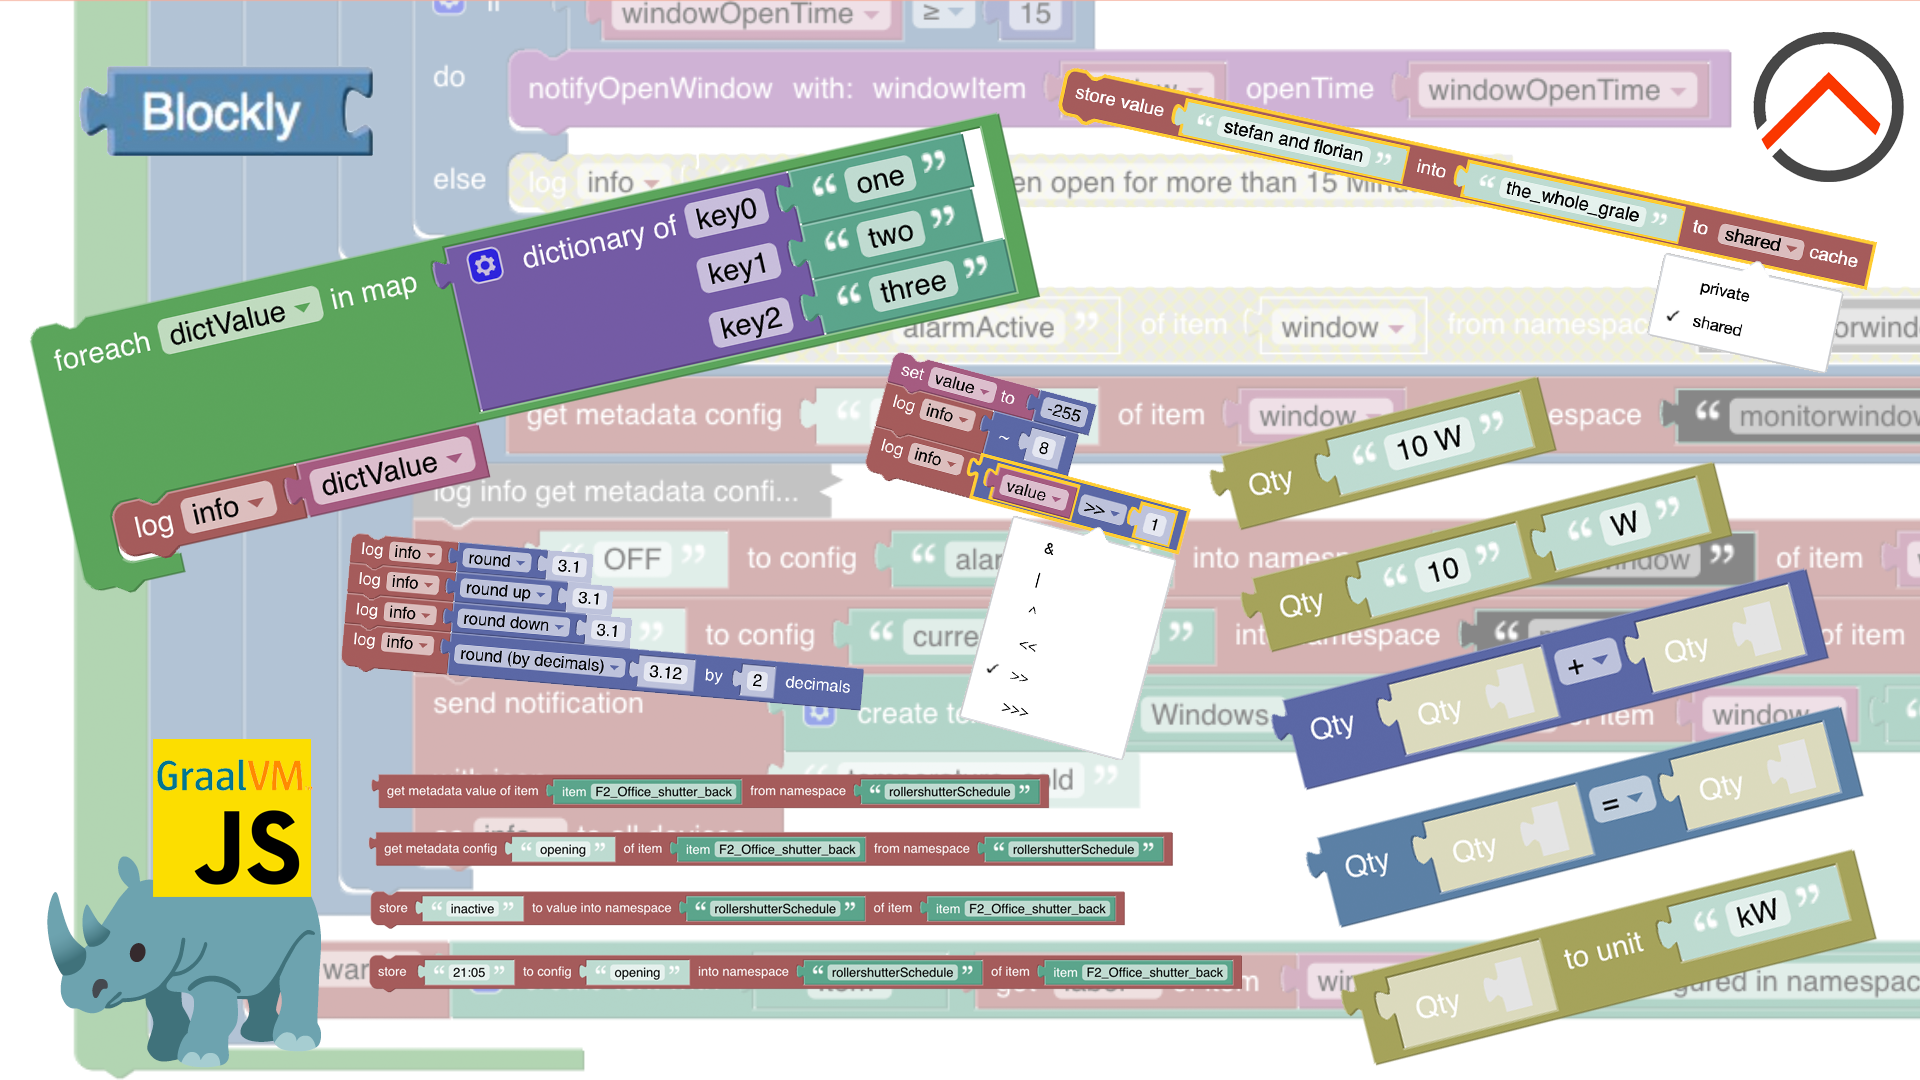 windowOpenTime ≥ 15
do
notifyOpenWindow with: windowItem openTime windowOpenTime
Blockly
store value “ stefan and florian ” into “ the_whole_grale ” to shared cache
private
✓ shared
else log info en open for more than 15
foreach dictValue in map
dictionary of key0 “ one ”
key1 “ two ”
key2 “ three ”
log info dictValue
alarmActive ” of item window from namespac
set value to -255
log info ~ 8
log info value >> 1
&
|
^
<<
✓ >>
>>>
get metadata config “ of item window espace “ monitorwindow
log info get metadata confi...
OFF ” to config “ alar into names dow ” of item
” to config “ curre ” int mespace “ of item
log info round 3.1
log info round up 3.1
log info round down 3.1
log info round (by decimals) 3.12 by 2 decimals
send notification
create te Windows item window
Qty “ 10 W ”
Qty “ 10 “ W ”
Qty Qty + Qty
Qty Qty = Qty
Qty to unit “ kW ”
GraalVM
JS
get metadata value of item item F2_Office_shutter_back from namespace “ rollershutterSchedule ”
to all devices
get metadata config “ opening ” of item item F2_Office_shutter_back from namespace “ rollershutterSchedule ”
store “ inactive ” to value into namespace “ rollershutterSchedule ” of item item F2_Office_shutter_back
store “ 21:05 ” to config “ opening ” into namespace “ rollershutterSchedule ” of item item F2_Office_shutter_back
war
gured in namespac